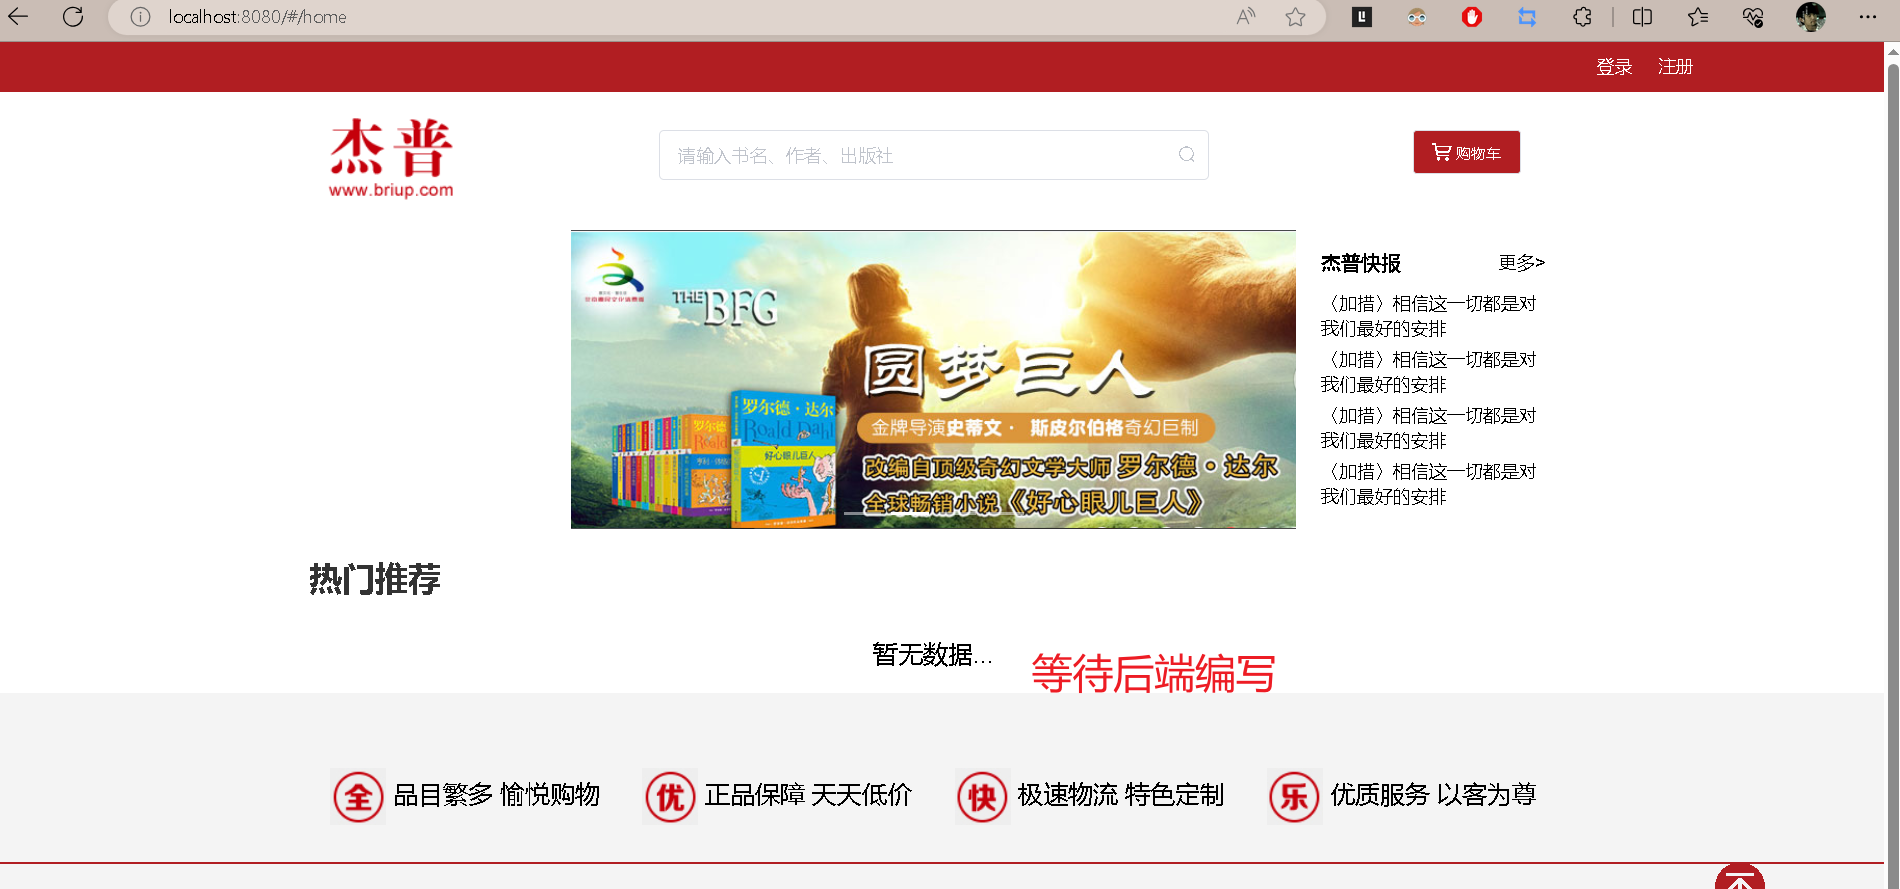 localhost:8080/#/home
登录 注册
杰普
www.briup.com
请输入书名、作者、出版社
购物车
THE BFG
圆梦巨人
金牌导演史蒂文· 斯皮尔伯格奇幻巨制
改编自顶级奇幻文学大师 罗尔德·达尔
全球畅销小说《好心眼儿巨人》
罗尔德·达尔
Roald Dahl
好心眼儿巨人
罗尔德
Roald
杰普快报 更多>
〈加措〉相信这一切都是对
我们最好的安排
〈加措〉相信这一切都是对
我们最好的安排
〈加措〉相信这一切都是对
我们最好的安排
〈加措〉相信这一切都是对
我们最好的安排
热门推荐
暂无数据...
等待后端编写
全 品目繁多 愉悦购物
优 正品保障 天天低价
快 极速物流 特色定制
乐 优质服务 以客为尊